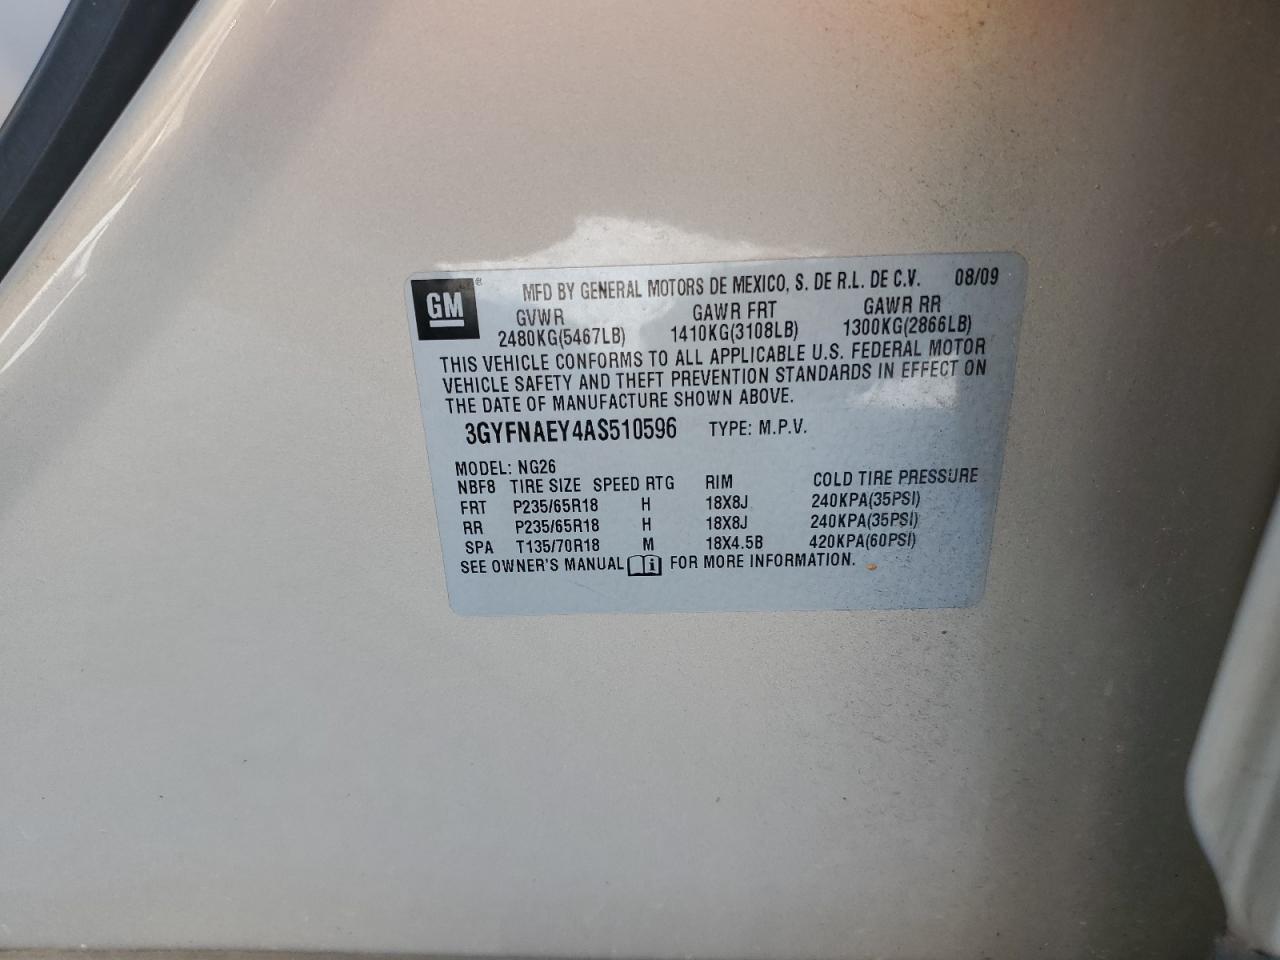 GM ® MFD BY GENERAL MOTORS DE MEXICO, S. DE R.L. DE C.V. 08/09
GVWR GAWR FRT GAWR RR
2480KG(5467LB) 1410KG(3108LB) 1300KG(2866LB)
THIS VEHICLE CONFORMS TO ALL APPLICABLE U.S. FEDERAL MOTOR
VEHICLE SAFETY AND THEFT PREVENTION STANDARDS IN EFFECT ON
THE DATE OF MANUFACTURE SHOWN ABOVE.
3GYFNAEY4AS510596 TYPE: M.P.V.
MODEL: NG26
NBF8 TIRE SIZE SPEED RTG RIM COLD TIRE PRESSURE
FRT P235/65R18 H 18X8J 240KPA(35PSI)
RR P235/65R18 H 18X8J 240KPA(35PSI)
SPA T135/70R18 M 18X4.5B 420KPA(60PSI)
SEE OWNER'S MANUAL i FOR MORE INFORMATION.